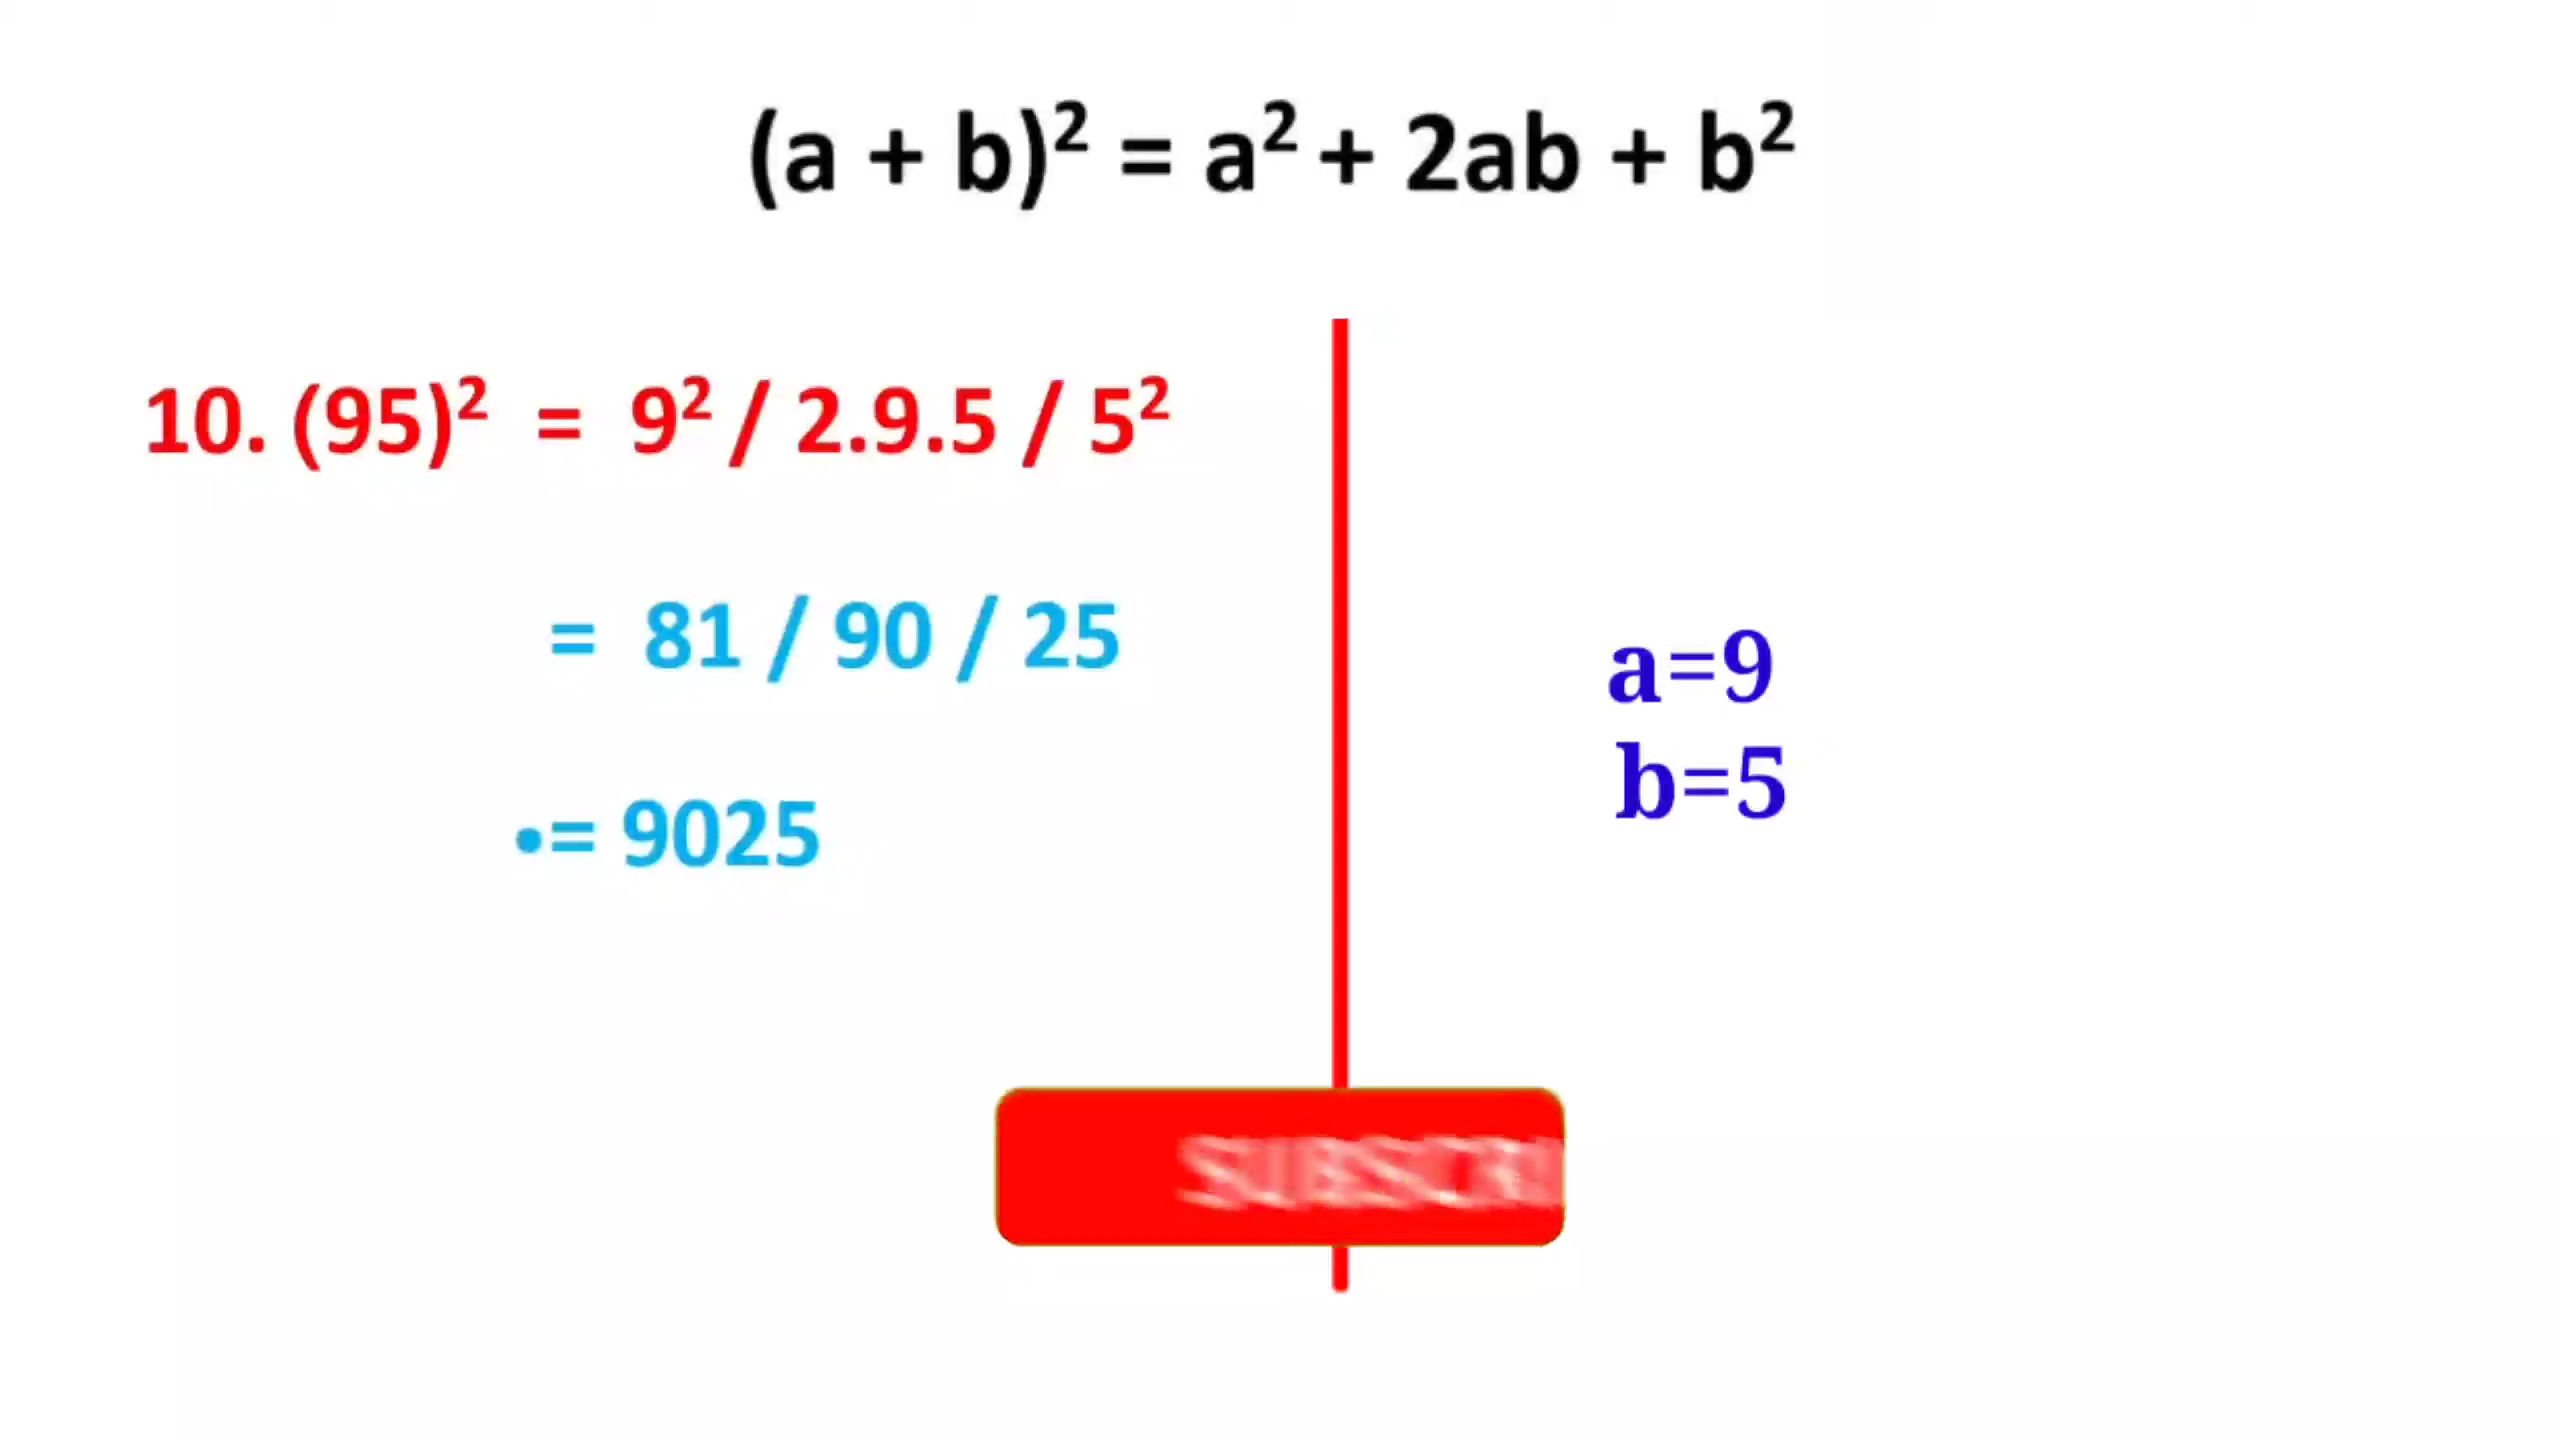 (a + b)² = a² + 2ab + b²
10. (95)² = 9² / 2.9.5 / 5²
= 81 / 90 / 25
•= 9025
a=9
b=5